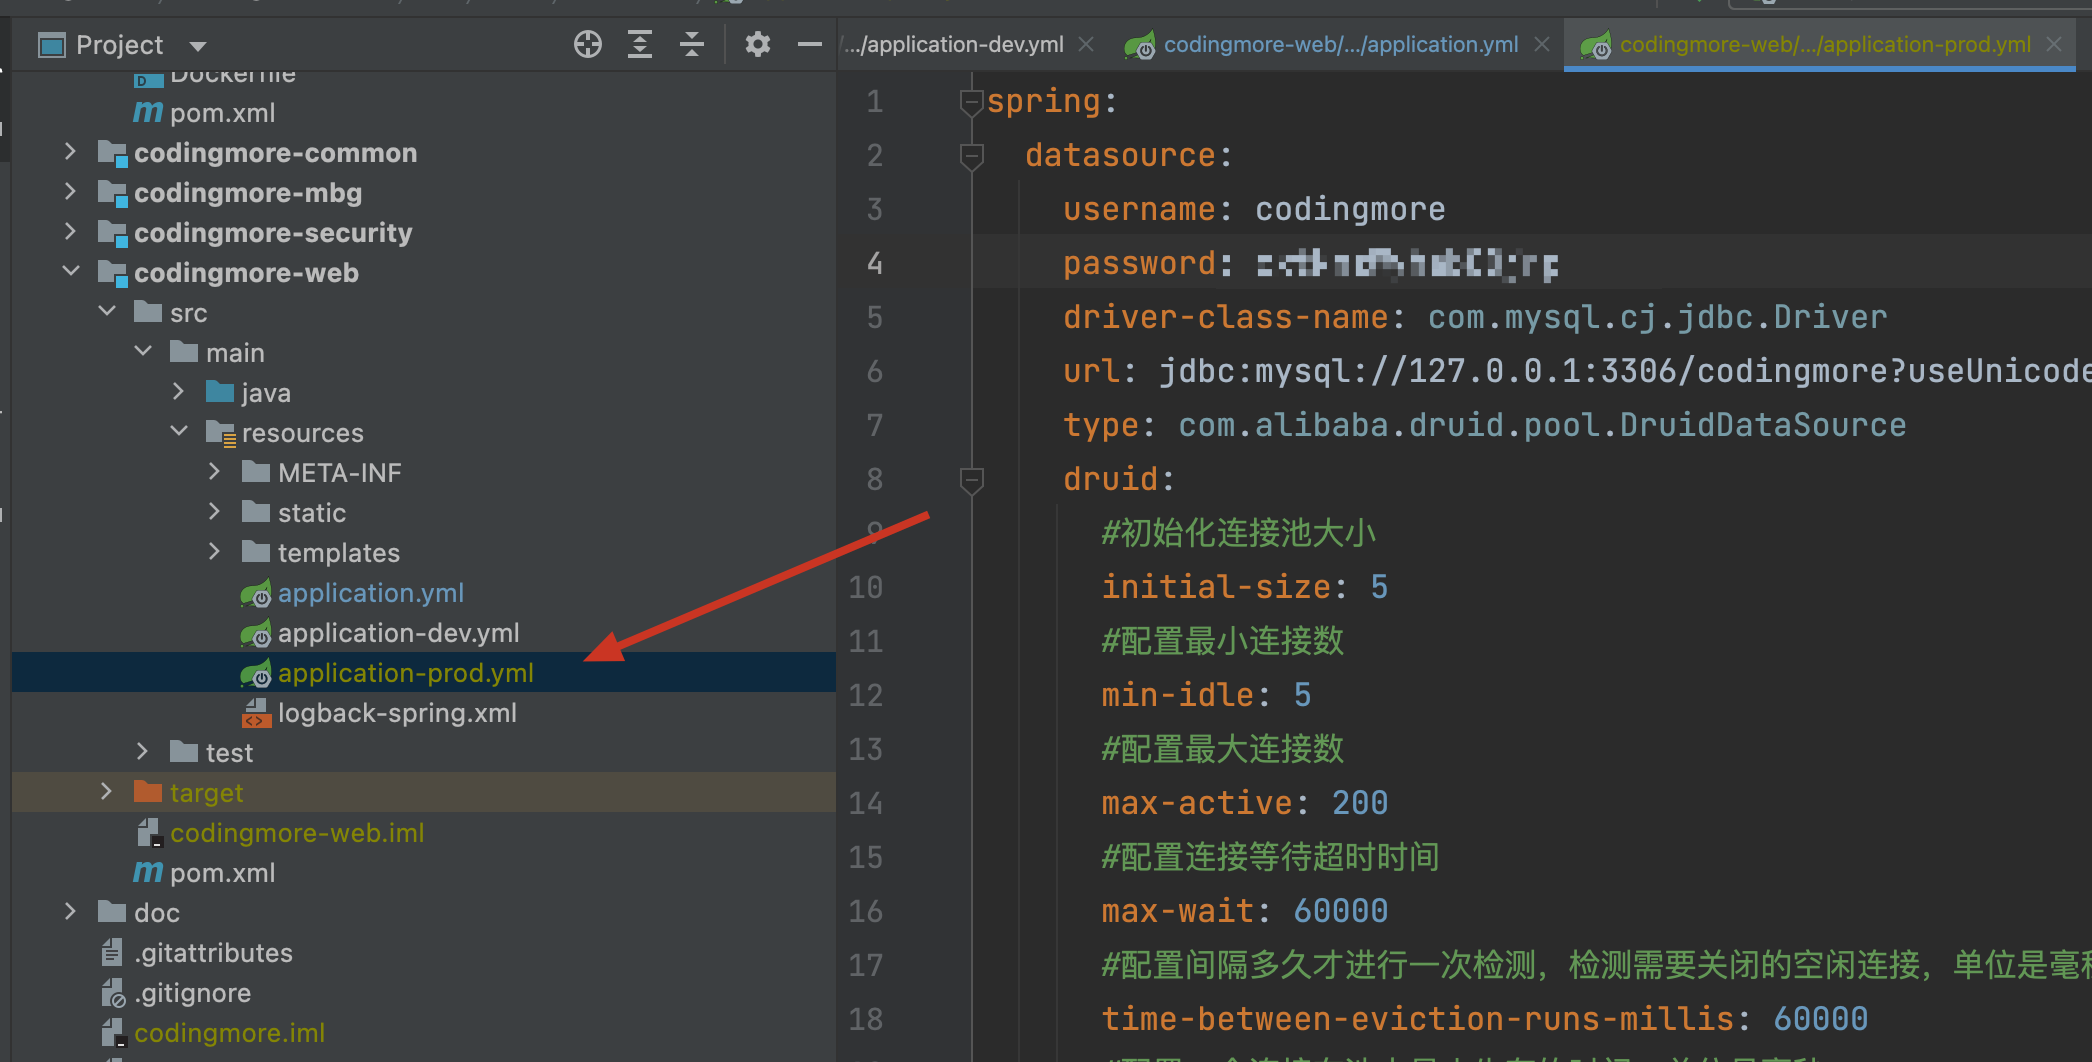 Project
Dockerfile
pom.xml
codingmore-common
codingmore-mbg
codingmore-security
codingmore-web
src
main
java
resources
META-INF
static
templates
application.yml
application-dev.yml
application-prod.yml
logback-spring.xml
test
target
codingmore-web.iml
pom.xml
doc
.gitattributes
.gitignore
codingmore.iml
/.../application-dev.yml
codingmore-web/.../application.yml
codingmore-web/.../application-prod.yml
1 spring:
2 datasource:
3 username: codingmore
4 password:
5 driver-class-name: com.mysql.cj.jdbc.Driver
6 url: jdbc:mysql://127.0.0.1:3306/codingmore?useUnicode
7 type: com.alibaba.druid.pool.DruidDataSource
8 druid:
9 #初始化连接池大小
10 initial-size: 5
11 #配置最小连接数
12 min-idle: 5
13 #配置最大连接数
14 max-active: 200
15 #配置连接等待超时时间
16 max-wait: 60000
17 #配置间隔多久才进行一次检测，检测需要关闭的空闲连接，单位是毫秒
18 time-between-eviction-runs-millis: 60000